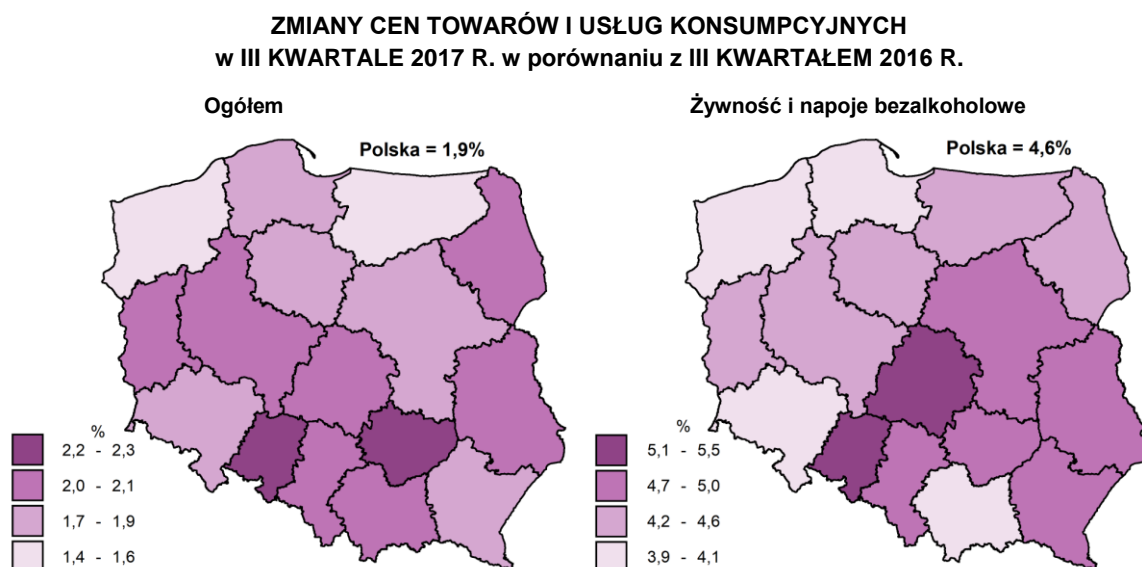 ZMIANY CEN TOWARÓW I USŁUG KONSUMPCYJNYCH
w III KWARTALE 2017 R. w porównaniu z III KWARTAŁEM 2016 R.
Ogółem
Polska = 1,9%
%
2,2 - 2,3
2,0 - 2,1
1,7 - 1,9
1,4 - 1,6
Żywność i napoje bezalkoholowe
Polska = 4,6%
%
5,1 - 5,5
4,7 - 5,0
4,2 - 4,6
3,9 - 4,1